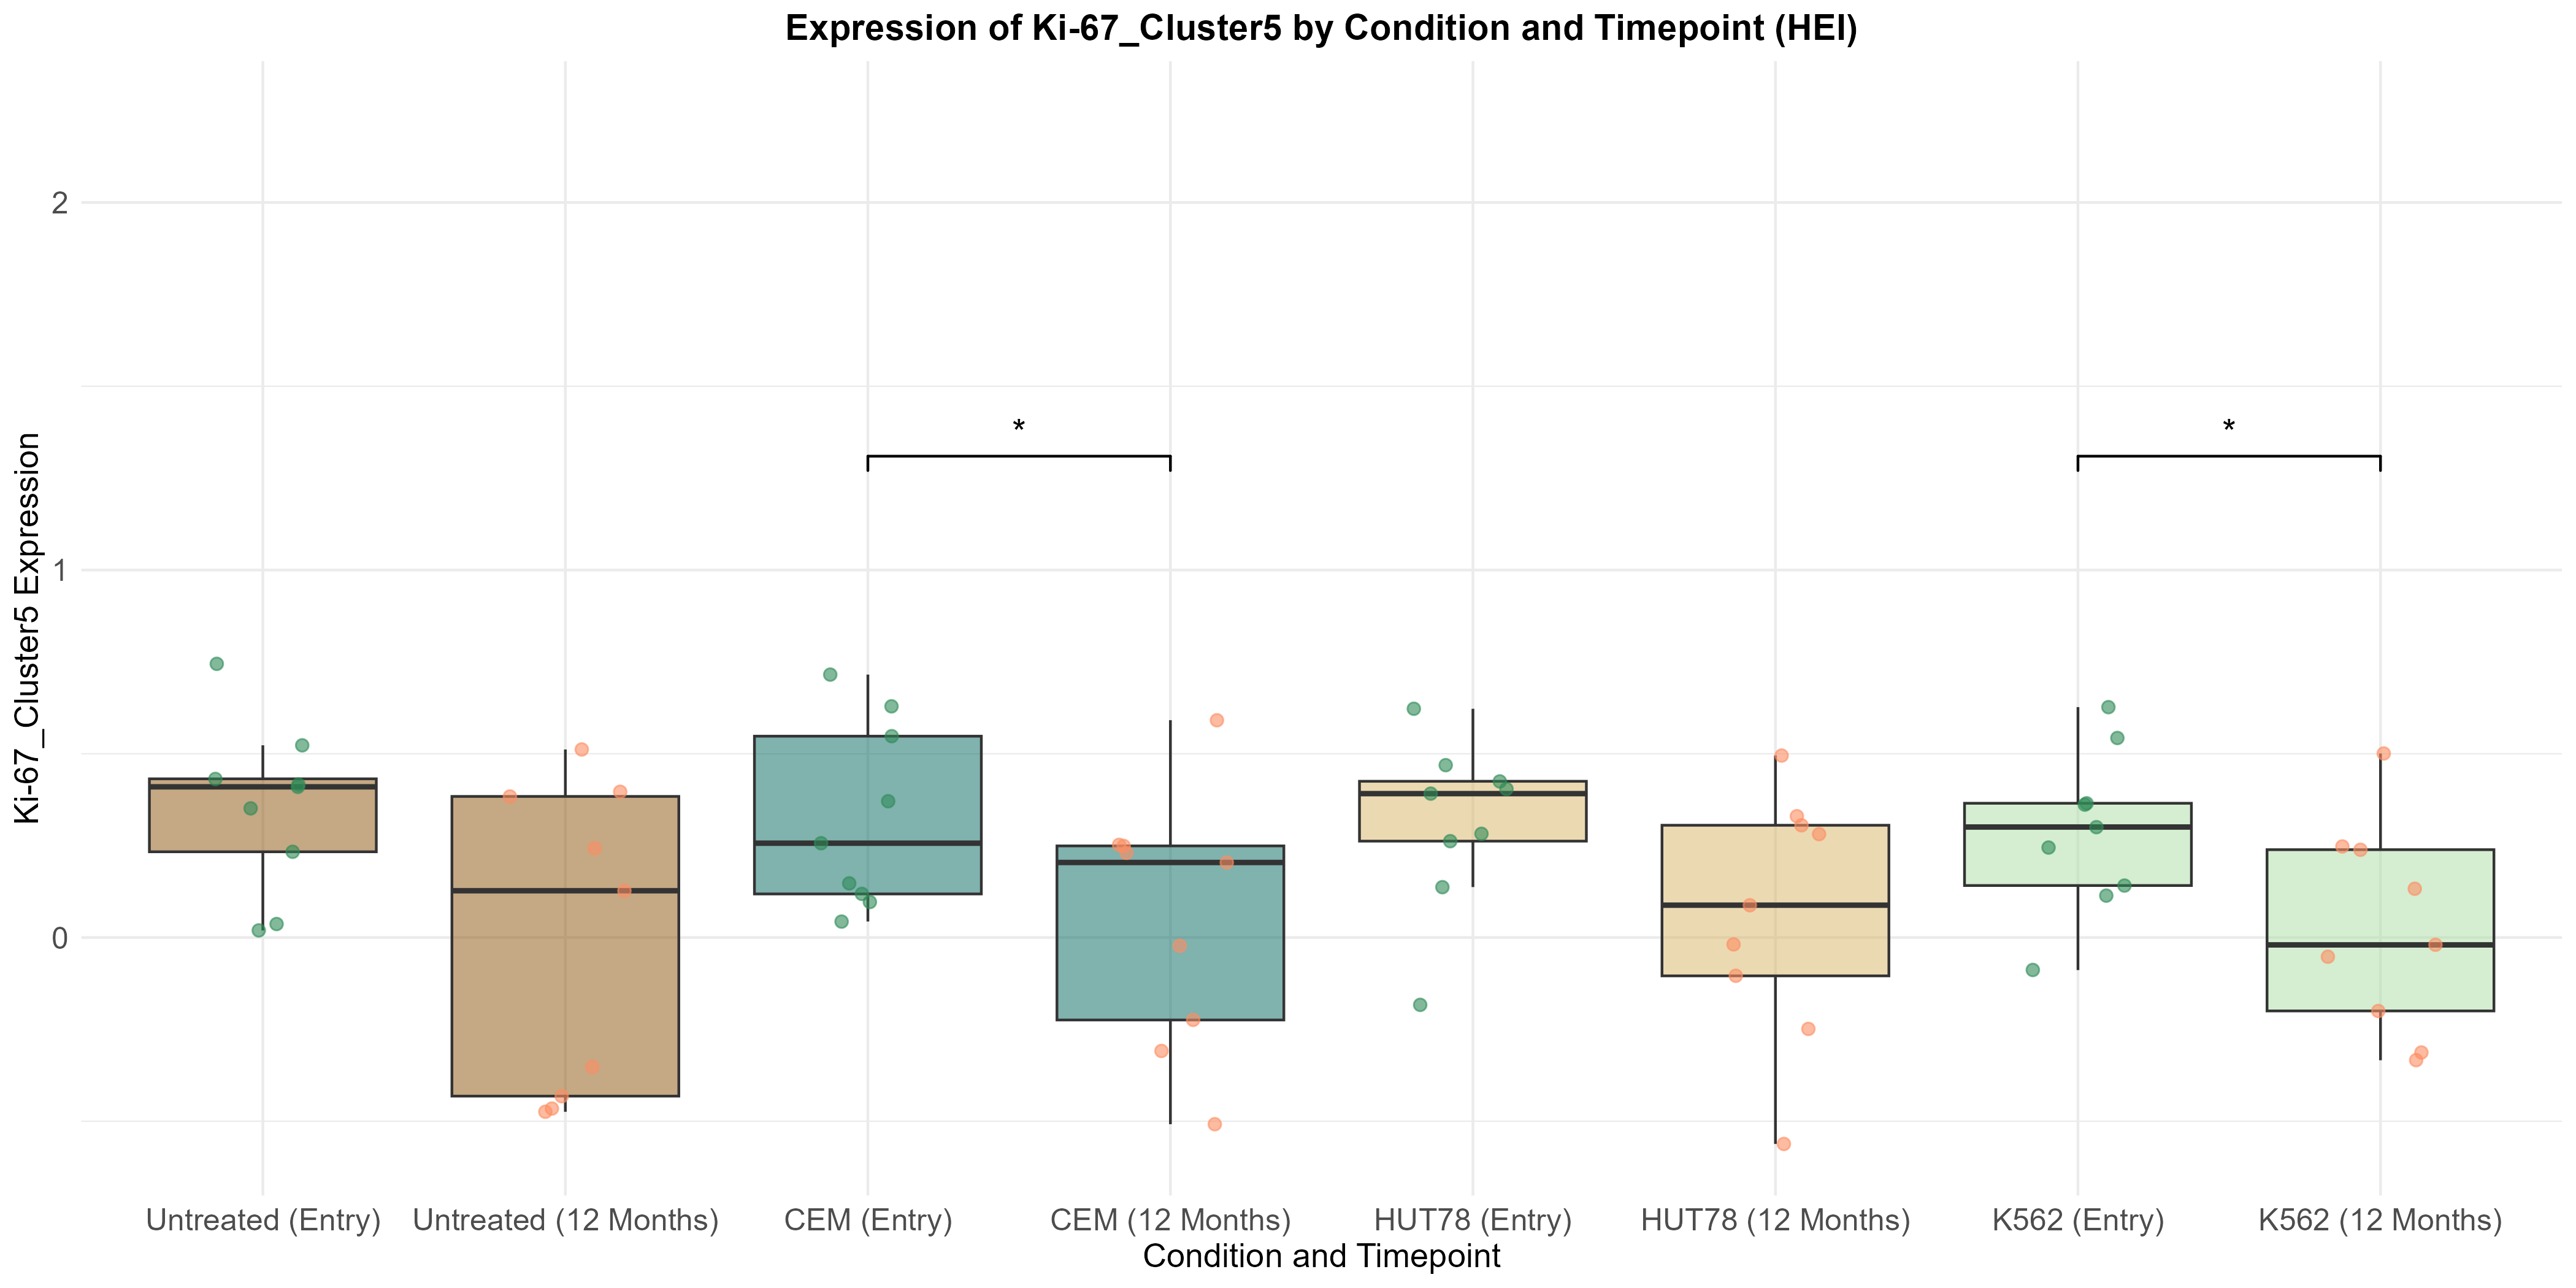 Expression of Ki-67_Cluster5 by Condition and Timepoint (HEI)
Ki-67_Cluster5 Expression
2
1
0
*
*
Untreated (Entry)
Untreated (12 Months)
CEM (Entry)
CEM (12 Months)
HUT78 (Entry)
HUT78 (12 Months)
K562 (Entry)
K562 (12 Months)
Condition and Timepoint